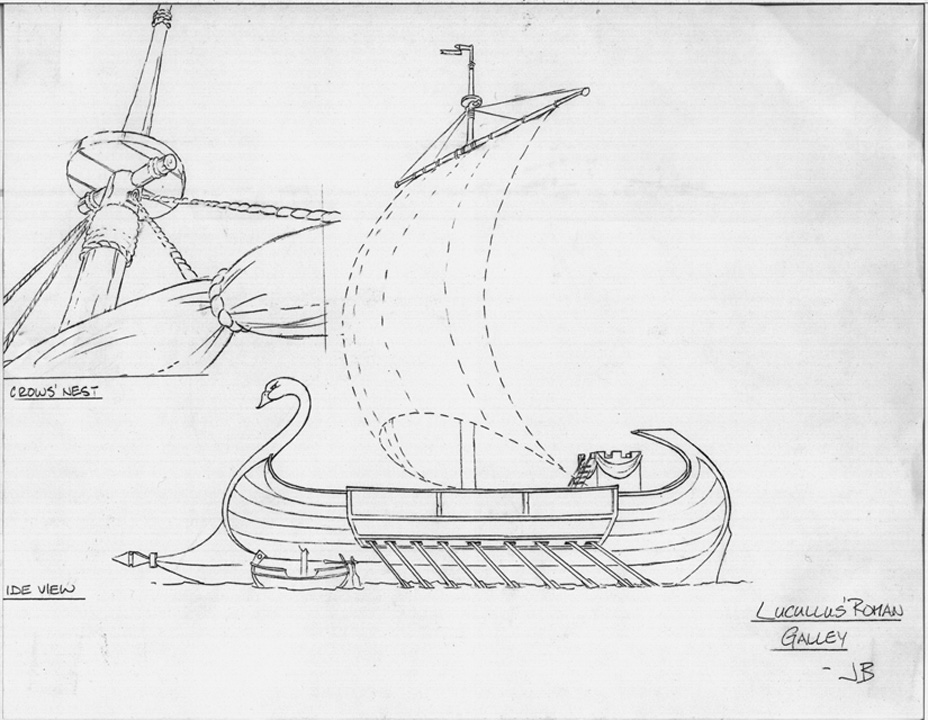 CROWS' NEST
IDE VIEW
LUCULLUS' ROMAN
GALLEY
- JB